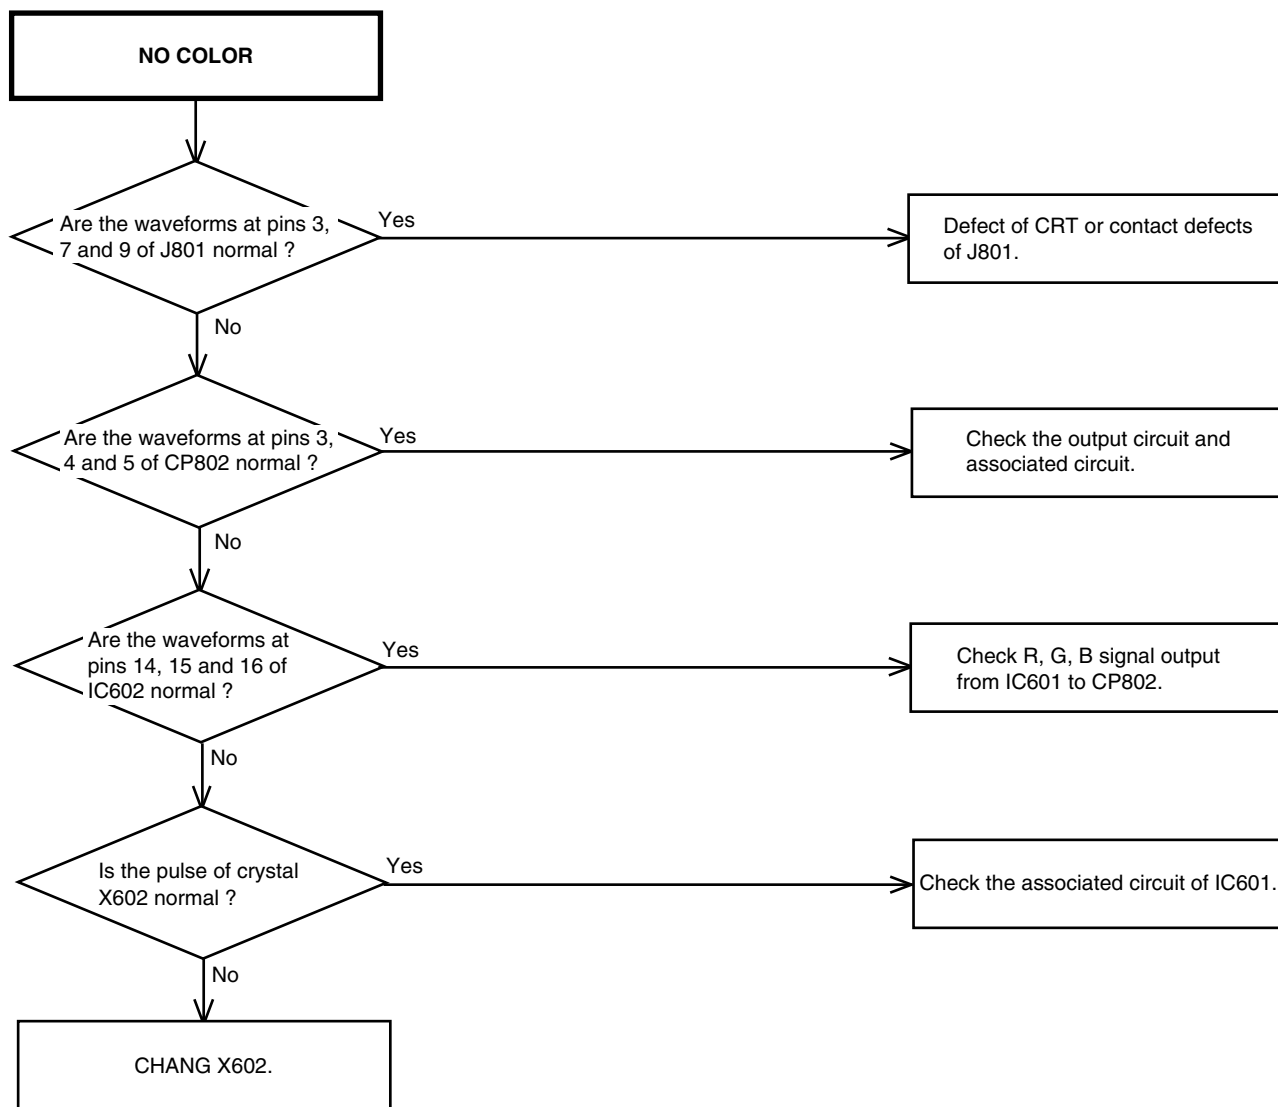 NO COLOR
Are the waveforms at pins 3,
7 and 9 of J801 normal ?
Yes
Defect of CRT or contact defects
of J801.
No
Are the waveforms at pins 3,
4 and 5 of CP802 normal ?
Yes
Check the output circuit and
associated circuit.
No
Are the waveforms at
pins 14, 15 and 16 of
IC602 normal ?
Yes
Check R, G, B signal output
from IC601 to CP802.
No
Is the pulse of crystal
X602 normal ?
Yes
Check the associated circuit of IC601.
No
CHANG X602.